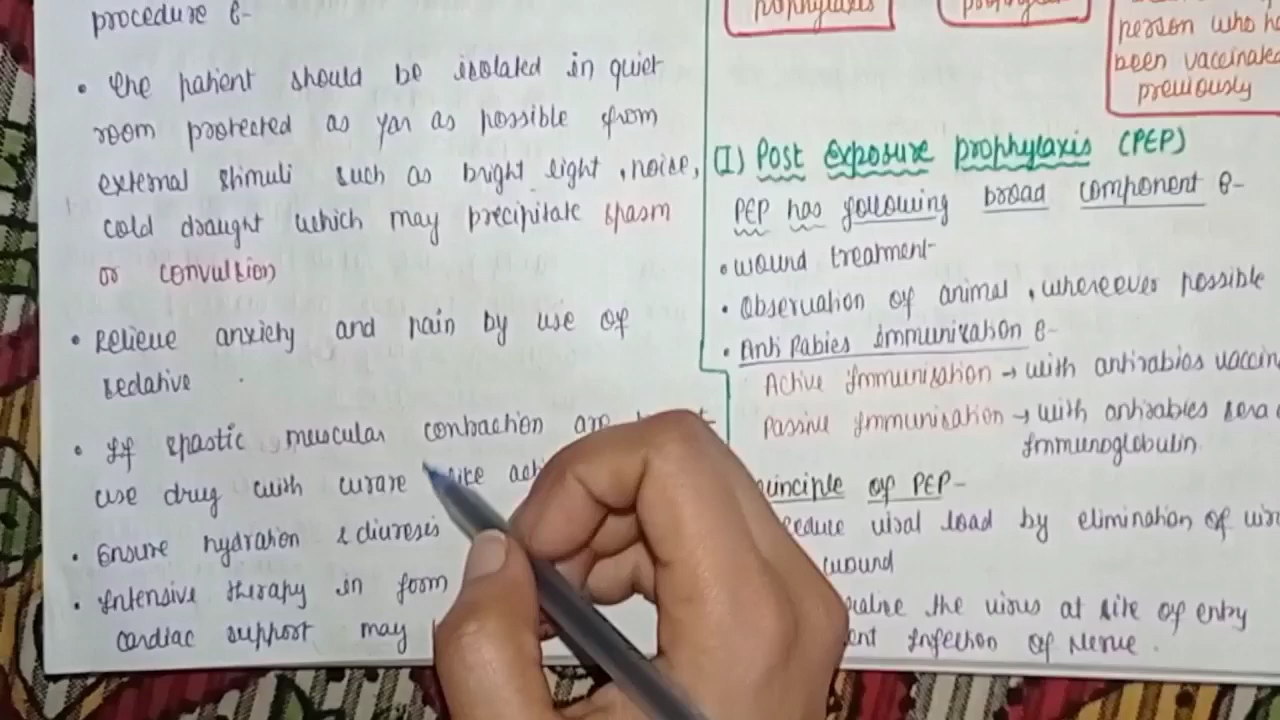 procedure :-
• The patient should be isolated in quiet
room protected as far as possible from
external stimuli such as bright light, noise,
cold draught which may precipitate spasm
or convulsion
• Relieve anxiety and pain by use of
sedative
• If spastic muscular contraction are
use drug with curare like
• Ensure hydration & diuresis
• Intensive therapy in form
cardiac support may
prophylaxis
person who
been vaccinated
previously
(I) Post Exposure prophylaxis (PEP)
PEP has following broad component :-
• wound treatment
• Observation of animal, whereever possible
• Anti Rabies immunization :-
Active Immunisation → with antirabies
Passive Immunisation → with antirabies sera
Immunoglobulin
of PEP-
viral load by elimination of
wound
the virus at site of entry
Infection of Nerve.